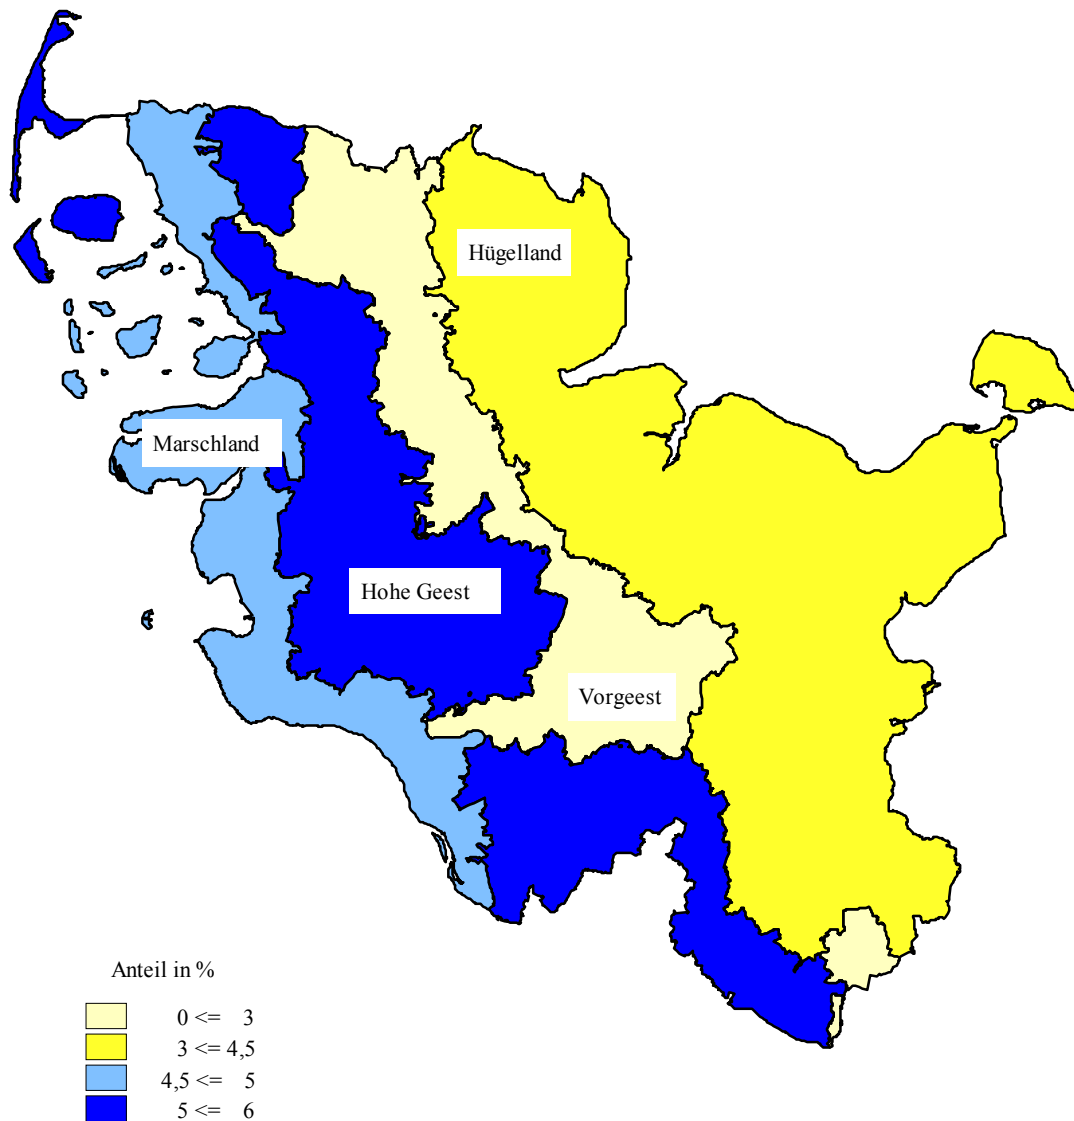 Hügelland
Marschland
Hohe Geest
Vorgeest
Anteil in %
0 <= 3
3 <= 4,5
4,5 <= 5
5 <= 6